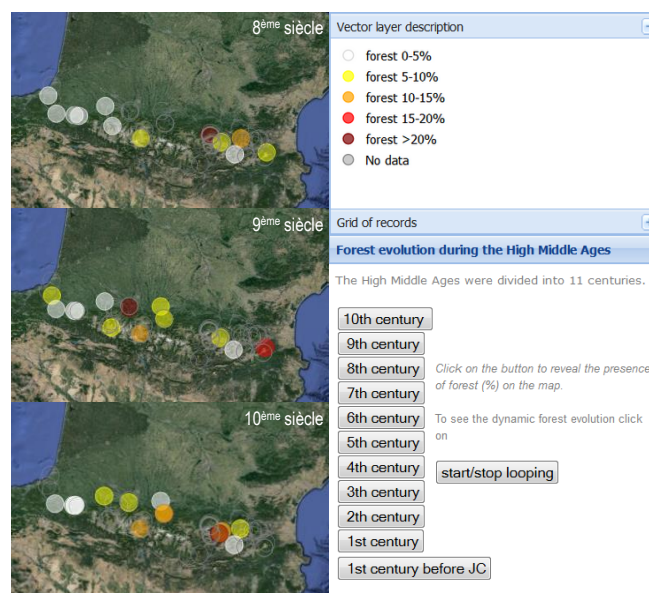 8ème siècle
9ème siècle
10ème siècle
Vector layer description
forest 0-5%
forest 5-10%
forest 10-15%
forest 15-20%
forest >20%
No data
Grid of records
Forest evolution during the High Middle Ages
The High Middle Ages were divided into 11 centuries.
10th century
9th century
8th century
7th century
6th century
5th century
4th century
3th century
2th century
1st century
1st century before JC
Click on the button to reveal the presence
of forest (%) on the map.
To see the dynamic forest evolution click
on
start/stop looping